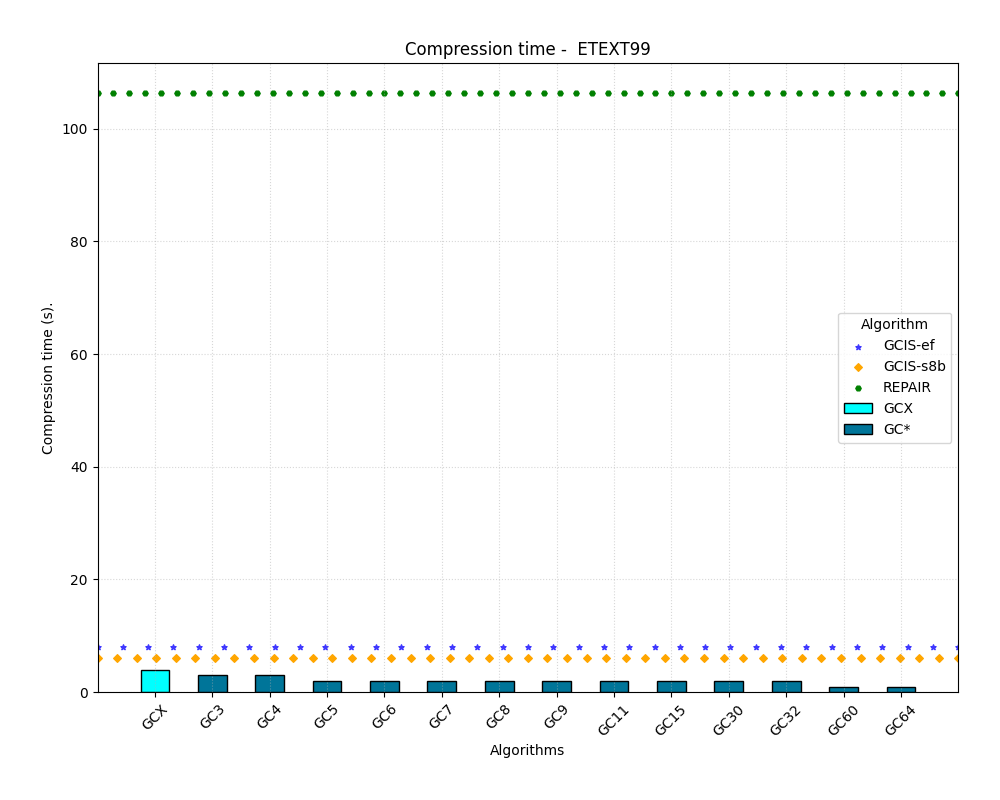 Compression time -  ETEXT99
100
80
60
40
20
0
Compression time (s).
Algorithm
GCIS-ef
GCIS-s8b
REPAIR
GCX
GC*
GCX
GC3
GC4
GC5
GC6
GC7
GC8
GC9
GC11
GC15
GC30
GC32
GC60
GC64
Algorithms